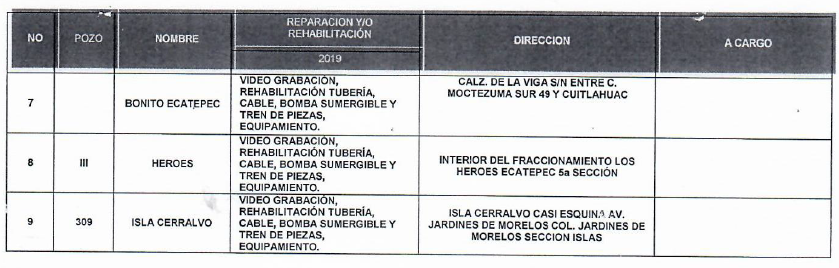 NO POZO NOMBRE REPARACION Y/O REHABILITACIÓN DIRECCION A CARGO
2019
7 BONITO ECATEPEC
VIDEO GRABACIÓN,
REHABILITACIÓN TUBERÍA,
CABLE, BOMBA SUMERGIBLE Y
TREN DE PIEZAS,
EQUIPAMIENTO.
CALZ. DE LA VIGA S/N ENTRE C.
MOCTEZUMA SUR 49 Y CUITLAHUAC
8 III HEROES
VIDEO GRABACIÓN,
REHABILITACIÓN TUBERÍA,
CABLE, BOMBA SUMERGIBLE Y
TREN DE PIEZAS,
EQUIPAMIENTO.
INTERIOR DEL FRACCIONAMIENTO LOS
HEROES ECATEPEC 5a SECCIÓN
9 309 ISLA CERRALVO
VIDEO GRABACIÓN,
REHABILITACIÓN TUBERÍA,
CABLE, BOMBA SUMERGIBLE Y
TREN DE PIEZAS,
EQUIPAMIENTO.
ISLA CERRALVO CASI ESQUINA AV.
JARDINES DE MORELOS COL. JARDINES DE
MORELOS SECCION ISLAS